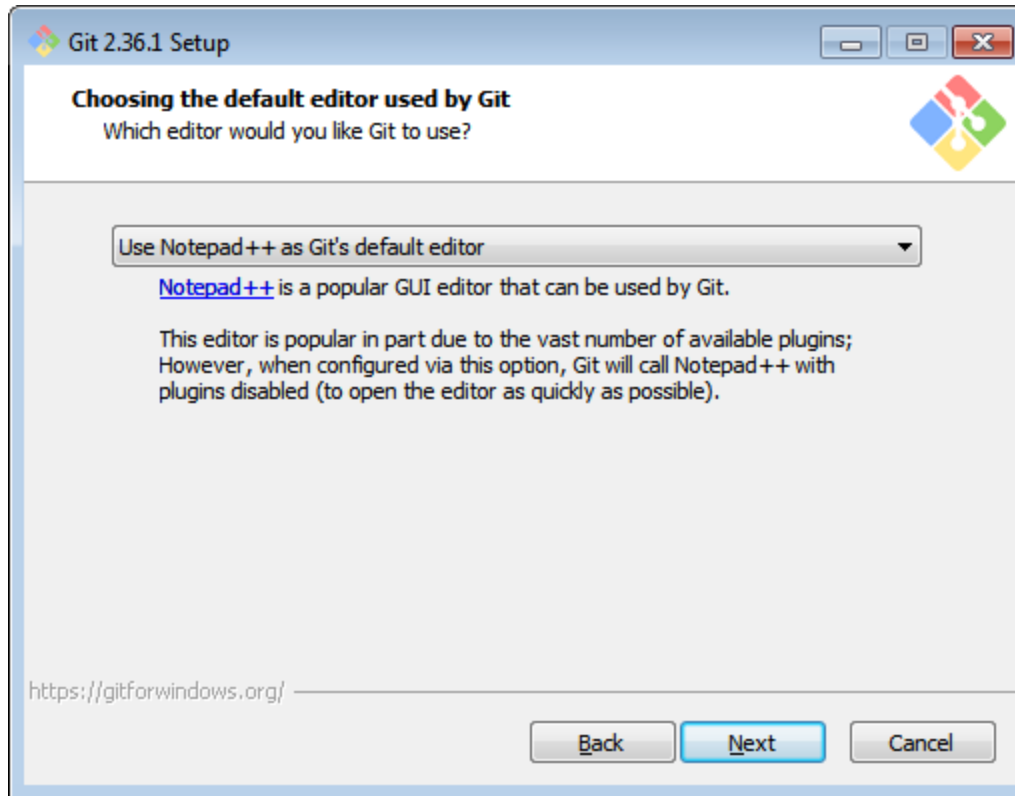 Git 2.36.1 Setup
Choosing the default editor used by Git
Which editor would you like Git to use?
Use Notepad++ as Git's default editor
Notepad++ is a popular GUI editor that can be used by Git.
This editor is popular in part due to the vast number of available plugins;
However, when configured via this option, Git will call Notepad++ with
plugins disabled (to open the editor as quickly as possible).
https://gitforwindows.org/
Back
Next
Cancel